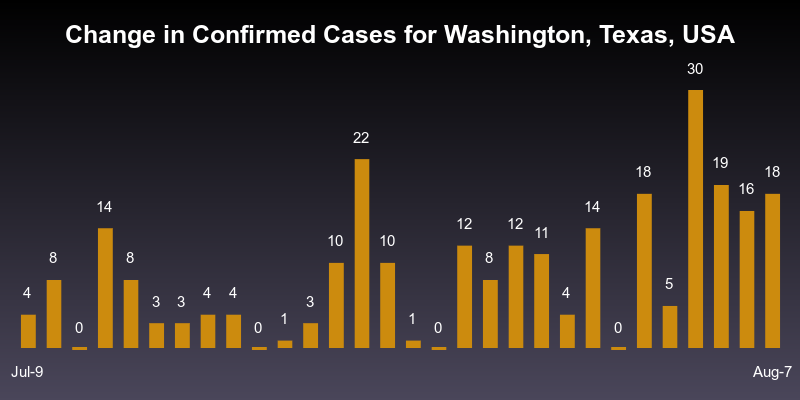 Change in Confirmed Cases for Washington, Texas, USA
4 8 0 14 8 3 3 4 4 0 1 3 10 22 10 1 0 12 8 12 11 4 14 0 18 5 30 19 16 18
Jul-9 Aug-7